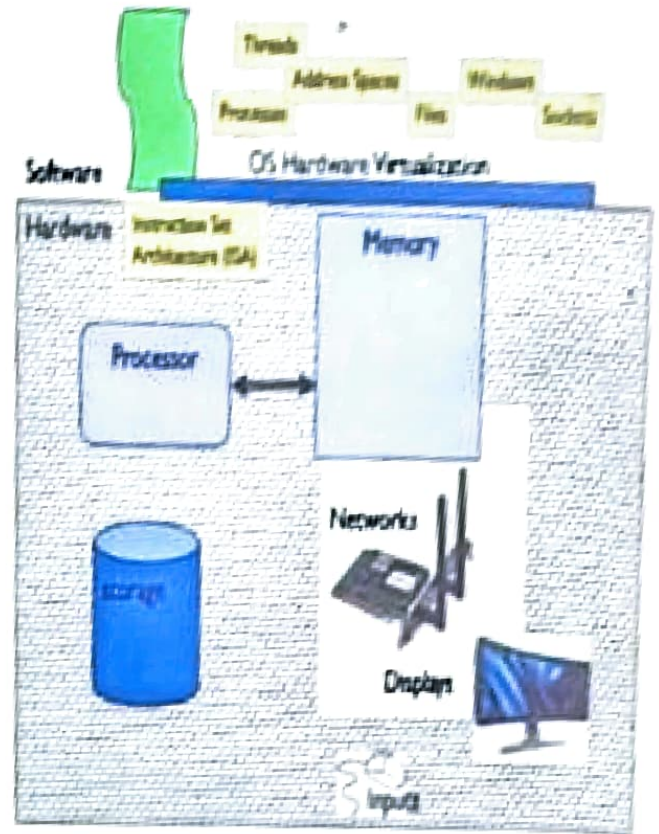 Threads
Address Spaces
Windows
Processes
Files
Sockets
Software
OS Hardware Virtualization
Hardware
Instruction Set
Architecture (ISA)
Memory
Processor
Networks
storage
Displays
Inputs